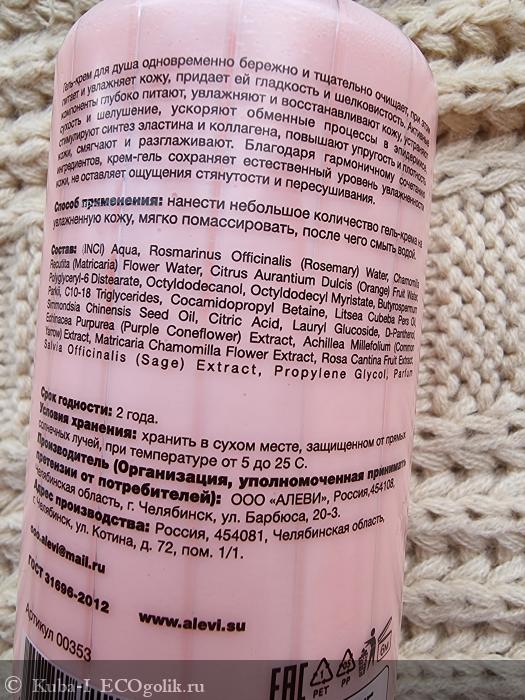 Гель-крем для душа одновременно бережно и тщательно очищает, при этом
питает и увлажняет кожу, придает ей гладкость и шелковистость. Активные
компоненты глубоко питают, увлажняют и восстанавливают кожу, устраняют
сухость и шелушение, ускоряют обменные процессы в эпидермисе,
стимулируют синтез эластина и коллагена, повышают упругость и плотность
кожи, смягчают и разглаживают. Благодаря гармоничному сочетанию
ингредиентов, крем-гель сохраняет естественный уровень увлажненности
кожи, не оставляет ощущения стянутости и пересушивания.
Способ применения: нанести небольшое количество гель-крема на
увлажненную кожу, мягко помассировать, после чего смыть водой.
Состав: (INCI) Aqua, Rosmarinus Officinalis (Rosemary) Water, Chamomilla
Recutita (Matricaria) Flower Water, Citrus Aurantium Dulcis (Orange) Fruit Water,
Polyglyceryl-6 Distearate, Octyldodecanol, Octyldodecyl Myristate, Butyrospermum
Parkii, C10-18 Triglycerides, Cocamidopropyl Betaine, Litsea Cubeba Pers Oil,
Simmondsia Chinensis Seed Oil, Citric Acid, Lauryl Glucoside, D-Panthenol,
Echinacea Purpurea (Purple Coneflower) Extract, Achillea Millefolium (Common
Yarrow) Extract, Matricaria Chamomilla Flower Extract, Rosa Cantina Fruit Extract,
Salvia Officinalis (Sage) Extract, Propylene Glycol, Parfum
Срок годности: 2 года.
Условия хранения: хранить в сухом месте, защищенном от прямых
солнечных лучей, при температуре от 5 до 25 С.
Производитель (Организация, уполномоченная принимать
претензии от потребителей): ООО «АЛЕВИ», Россия,454108,
Челябинская область, г. Челябинск, ул. Барбюса, 20-3.
Адрес производства: Россия, 454081, Челябинская область,
г. Челябинск, ул. Котина, д. 72, пом. 1/1.
ooo.alevi@mail.ru
ГОСТ 31696-2012
www.alevi.su
Артикул 00353
EAC
PET
PP
6M
© Kuba-J_ECOgolik.ru